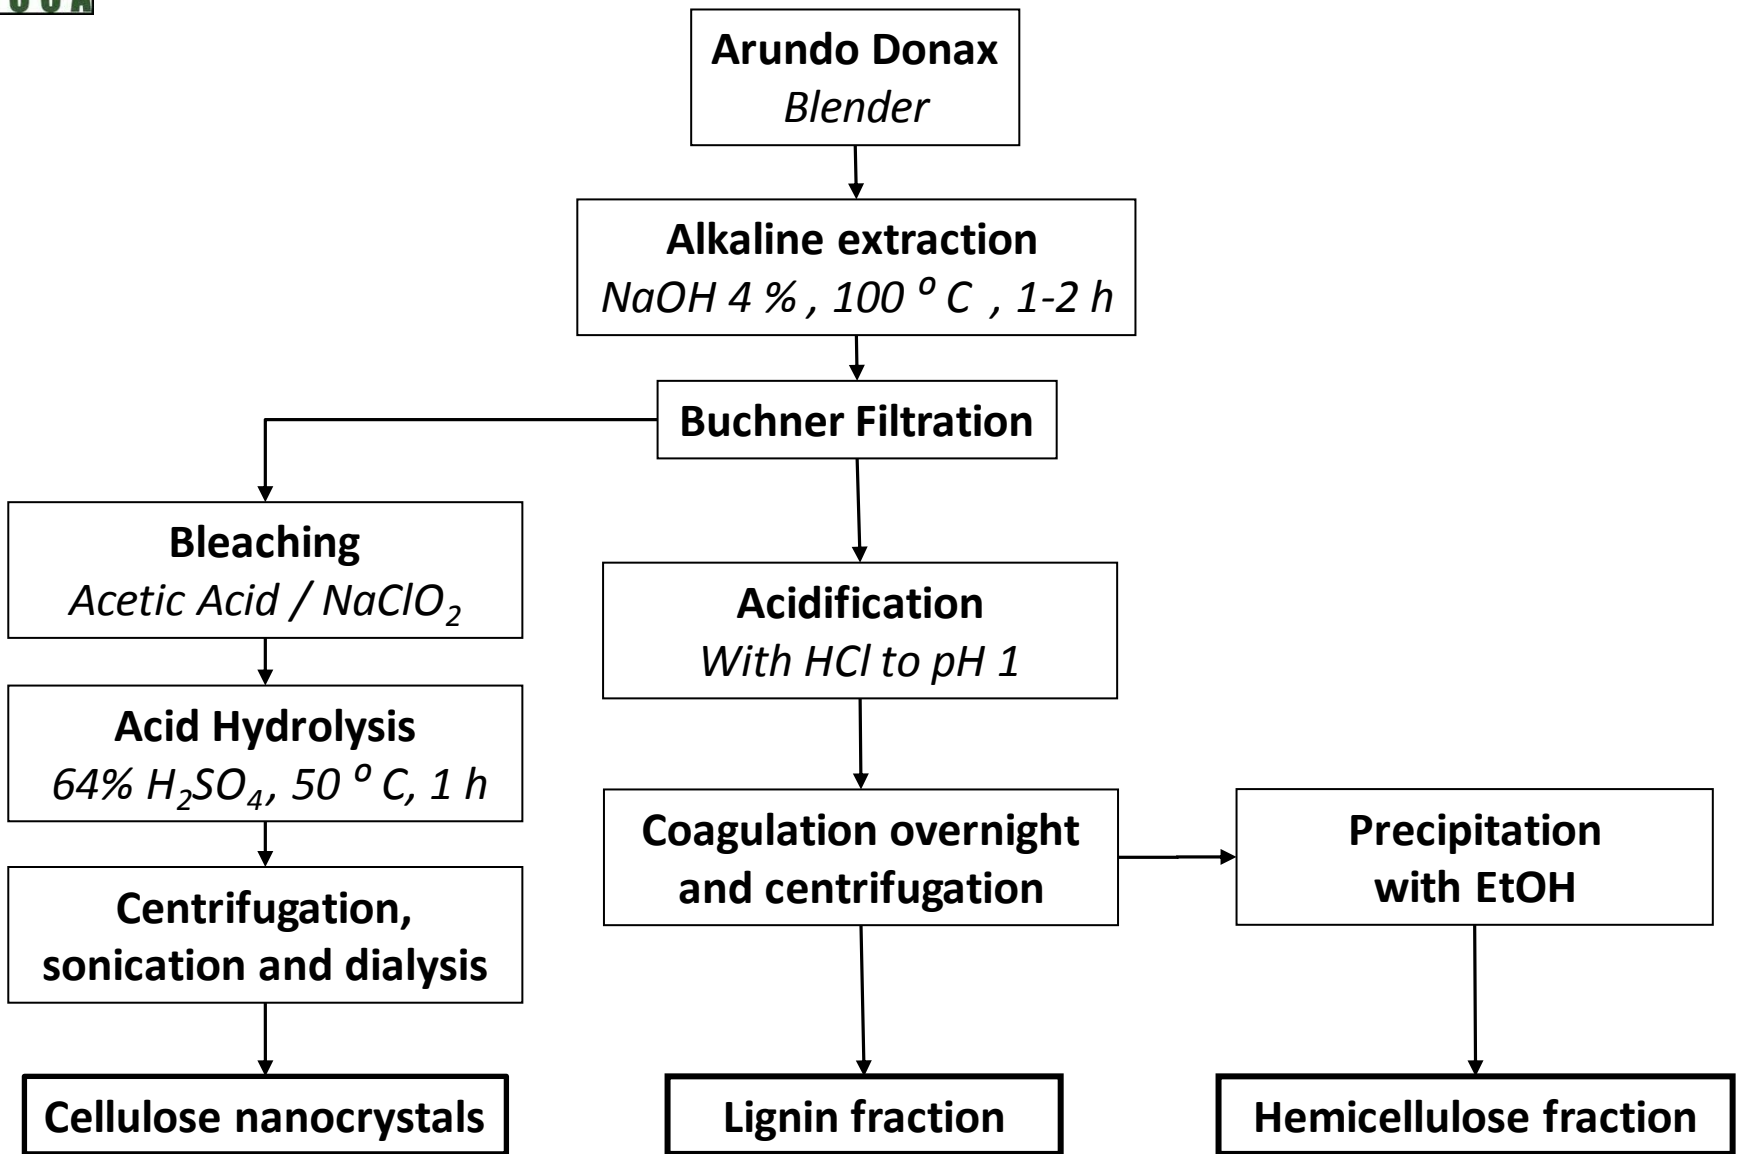 Arundo Donax
Blender
Alkaline extraction
NaOH 4 % , 100 º C , 1-2 h
Buchner Filtration
Bleaching
Acetic Acid / NaClO₂
Acidification
With HCl to pH 1
Acid Hydrolysis
64% H₂SO₄, 50 º C, 1 h
Coagulation overnight
and centrifugation
Precipitation
with EtOH
Centrifugation,
sonication and dialysis
Cellulose nanocrystals
Lignin fraction
Hemicellulose fraction